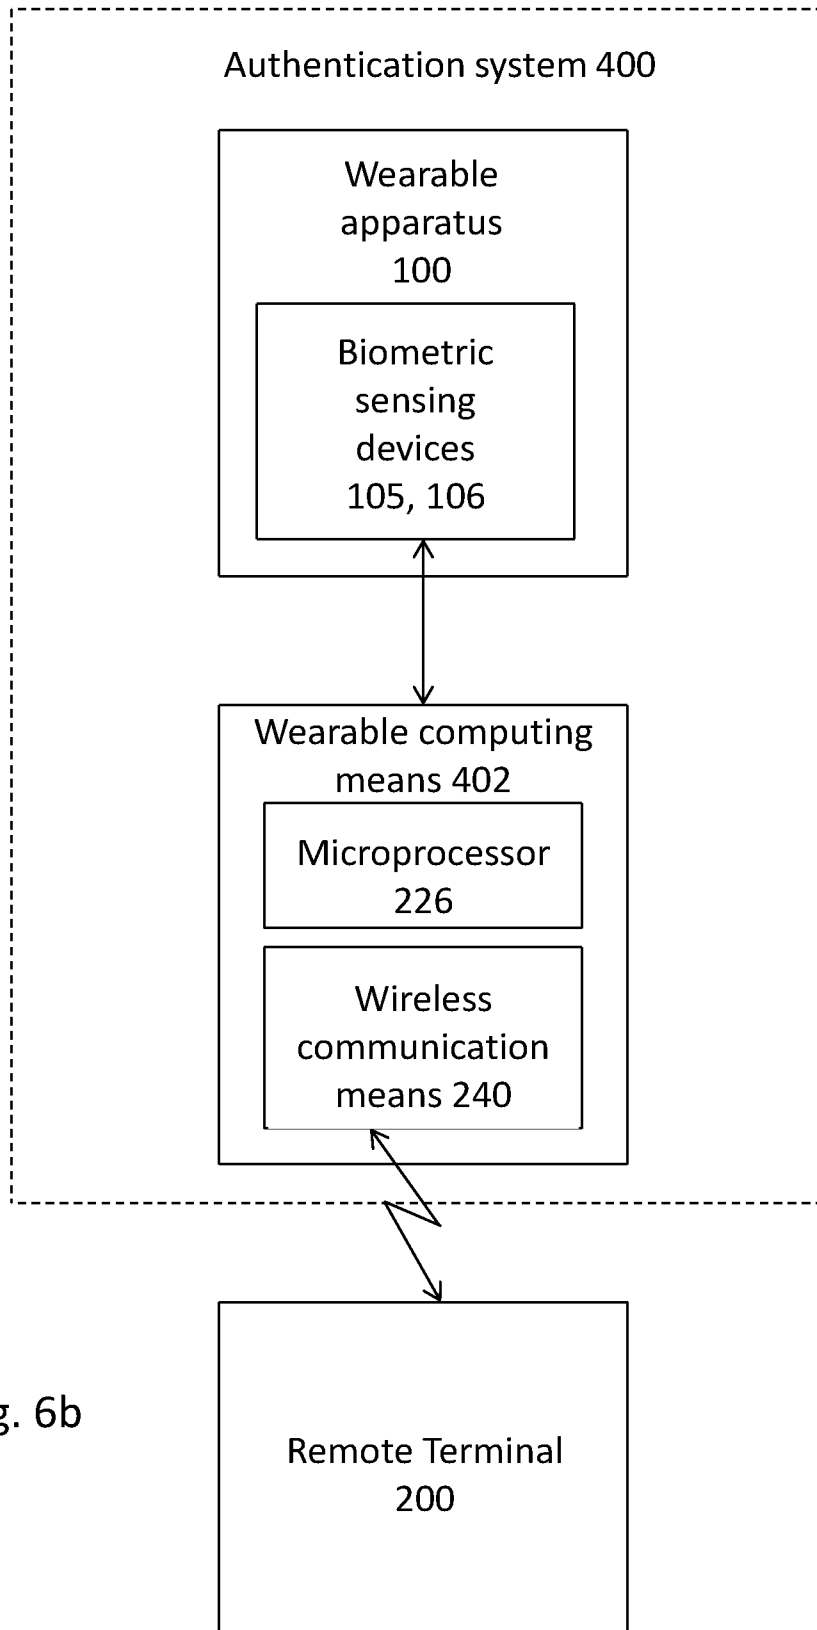 Authentication system 400
Wearable
apparatus
100
Biometric
sensing
devices
105, 106
Wearable computing
means 402
Microprocessor
226
Wireless
communication
means 240
g. 6b
Remote Terminal
200